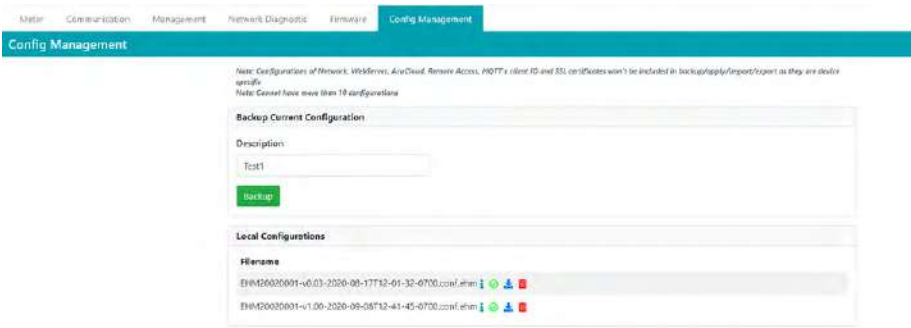 Meter Communication Management Network Diagnostic Firmware Config Management
Config Management
Note: Configurations of Network, WebServer, AcuCloud, Remote Access, MQTT's client ID and SSL certificates won't be included in backup/apply/import/export as they are device
specific
Note: Cannot have more than 10 configurations
Backup Current Configuration
Description
Test1
Backup
Local Configurations
Filename
EHM20020001-v0.03-2020-08-17T12-01-32-0700.conf.ehm
EHM20020001-v1.00-2020-09-08T12-41-45-0700.conf.ehm